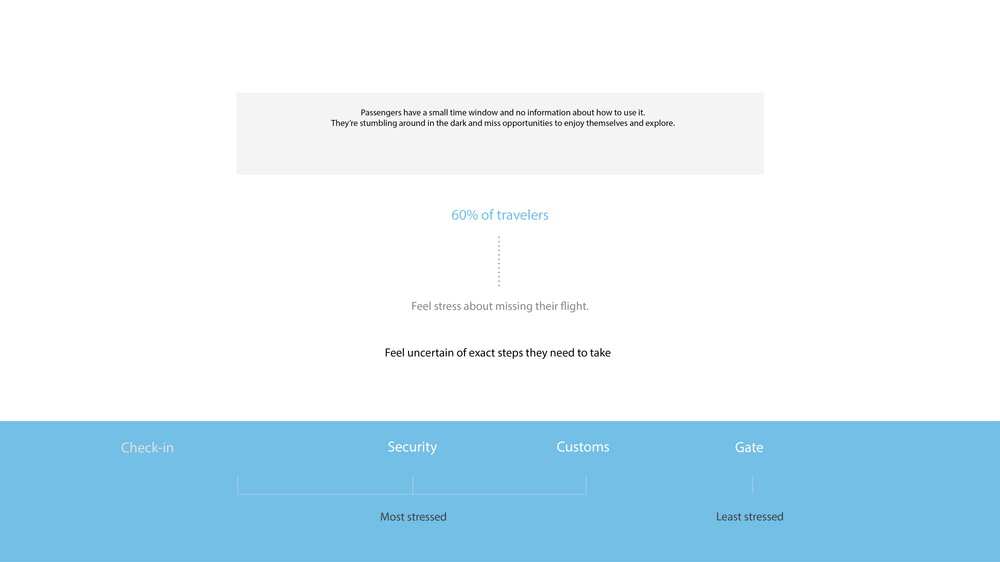 Passengers have a small time window and no information about how to use it.
They're stumbling around in the dark and miss opportunities to enjoy themselves and explore.
60% of travelers
Feel stress about missing their flight.
Feel uncertain of exact steps they need to take
Check-in Security Customs Gate
Most stressed Least stressed